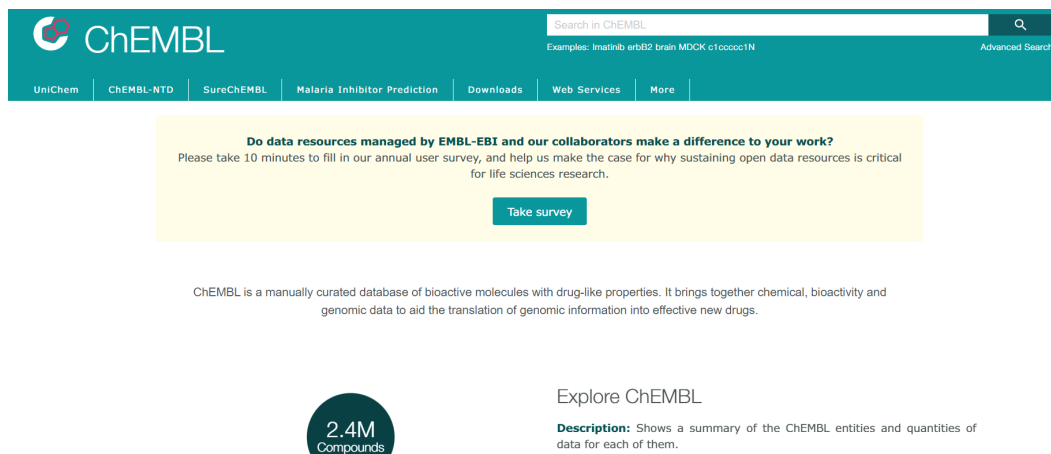 ChEMBL
Search in ChEMBL
Examples: Imatinib erbB2 brain MDCK c1ccccc1N
Advanced Search
UniChem ChEMBL-NTD SureChEMBL Malaria Inhibitor Prediction Downloads Web Services More
Do data resources managed by EMBL-EBI and our collaborators make a difference to your work?
Please take 10 minutes to fill in our annual user survey, and help us make the case for why sustaining open data resources is critical
for life sciences research.
Take survey
ChEMBL is a manually curated database of bioactive molecules with drug-like properties. It brings together chemical, bioactivity and
genomic data to aid the translation of genomic information into effective new drugs.
2.4M
Compounds
Explore ChEMBL
Description: Shows a summary of the ChEMBL entities and quantities of
data for each of them.